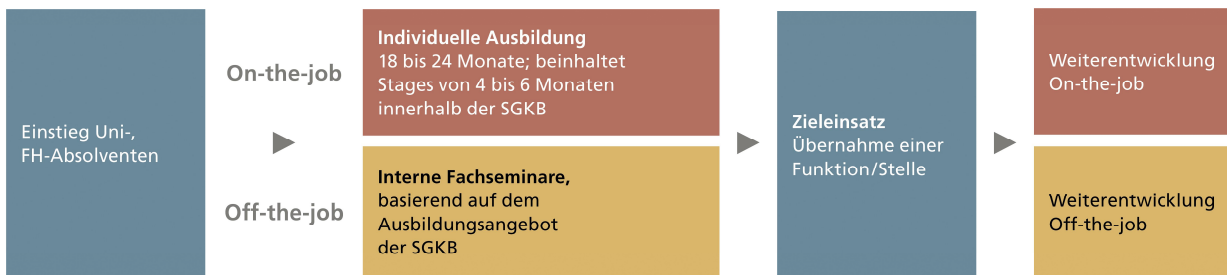 Einstieg Uni-,
FH-Absolventen
On-the-job
Off-the-job
Individuelle Ausbildung
18 bis 24 Monate; beinhaltet
Stages von 4 bis 6 Monaten
innerhalb der SGKB
Interne Fachseminare,
basierend auf dem
Ausbildungsangebot
der SGKB
Zieleinsatz
Übernahme einer
Funktion/Stelle
Weiterentwicklung
On-the-job
Weiterentwicklung
Off-the-job